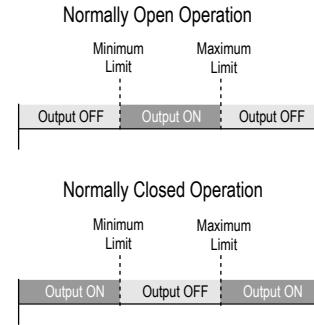 Normally Open Operation
Minimum Maximum
Limit Limit
Output OFF Output ON Output OFF
Normally Closed Operation
Minimum Maximum
Limit Limit
Output ON Output OFF Output ON